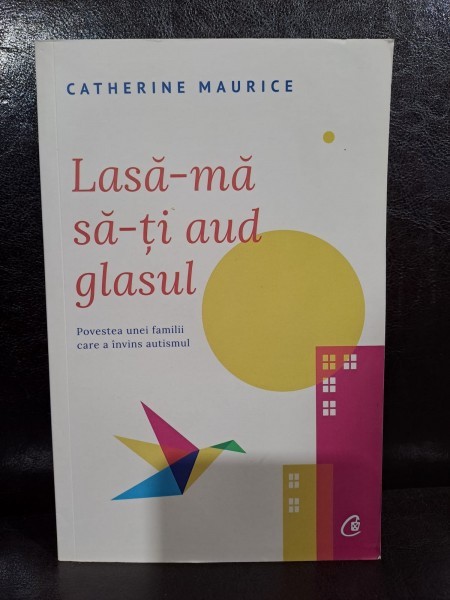 CATHERINE MAURICE
Lasă-mă
să-ți aud
glasul
Povestea unei familii
care a învins autismul